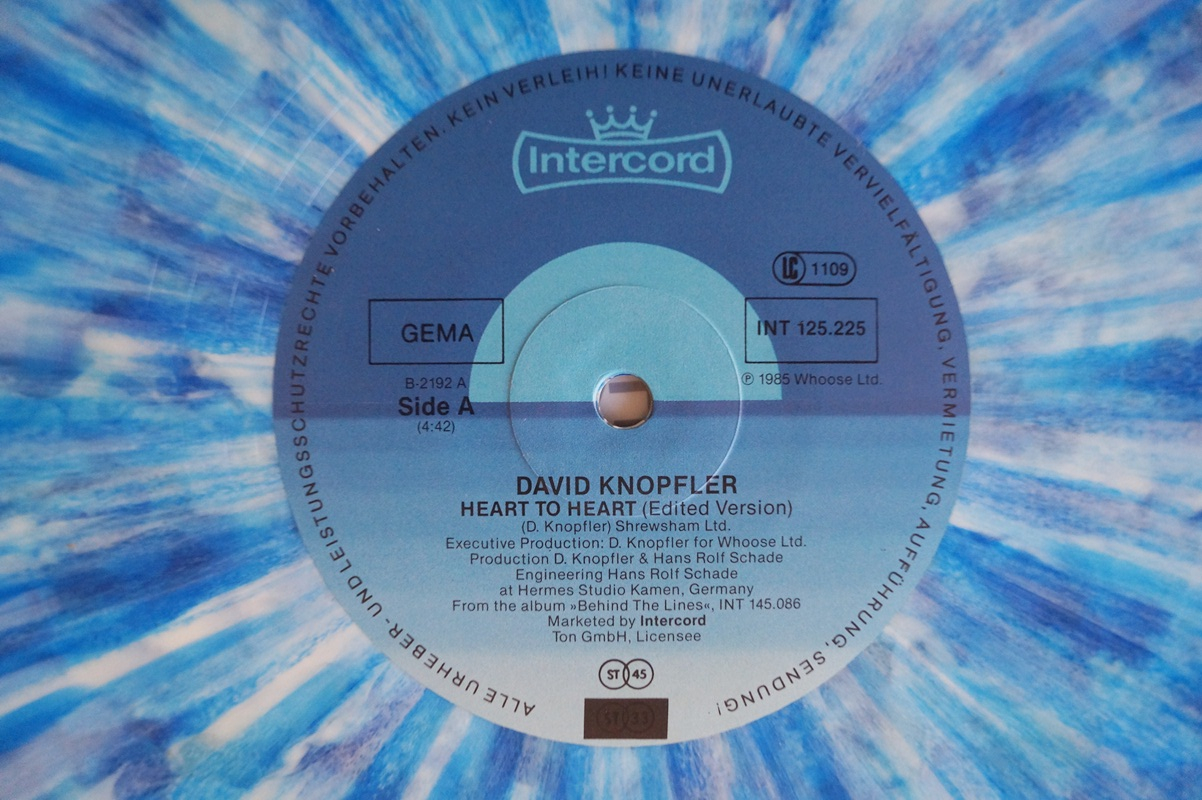 ALLE URHEBER- UND LEISTUNGSSCHUTZRECHTE VORBEHALTEN. KEIN VERLEIH! KEINE UNERLAUBTE VERVIELFÄLTIGUNG, VERMIETUNG, AUFFÜHRUNG, SENDUNG!
Intercord
LC 1109
GEMA
INT 125.225
B-2192 A
Side A
(4:42)
℗ 1985 Whoose Ltd.
DAVID KNOPFLER
HEART TO HEART (Edited Version)
(D. Knopfler) Shrewsham Ltd.
Executive Production: D. Knopfler for Whoose Ltd.
Production D. Knopfler & Hans Rolf Schade
Engineering Hans Rolf Schade
at Hermes Studio Kamen, Germany
From the album »Behind The Lines«, INT 145.086
Marketed by Intercord
Ton GmbH, Licensee
ST 45
ST 33